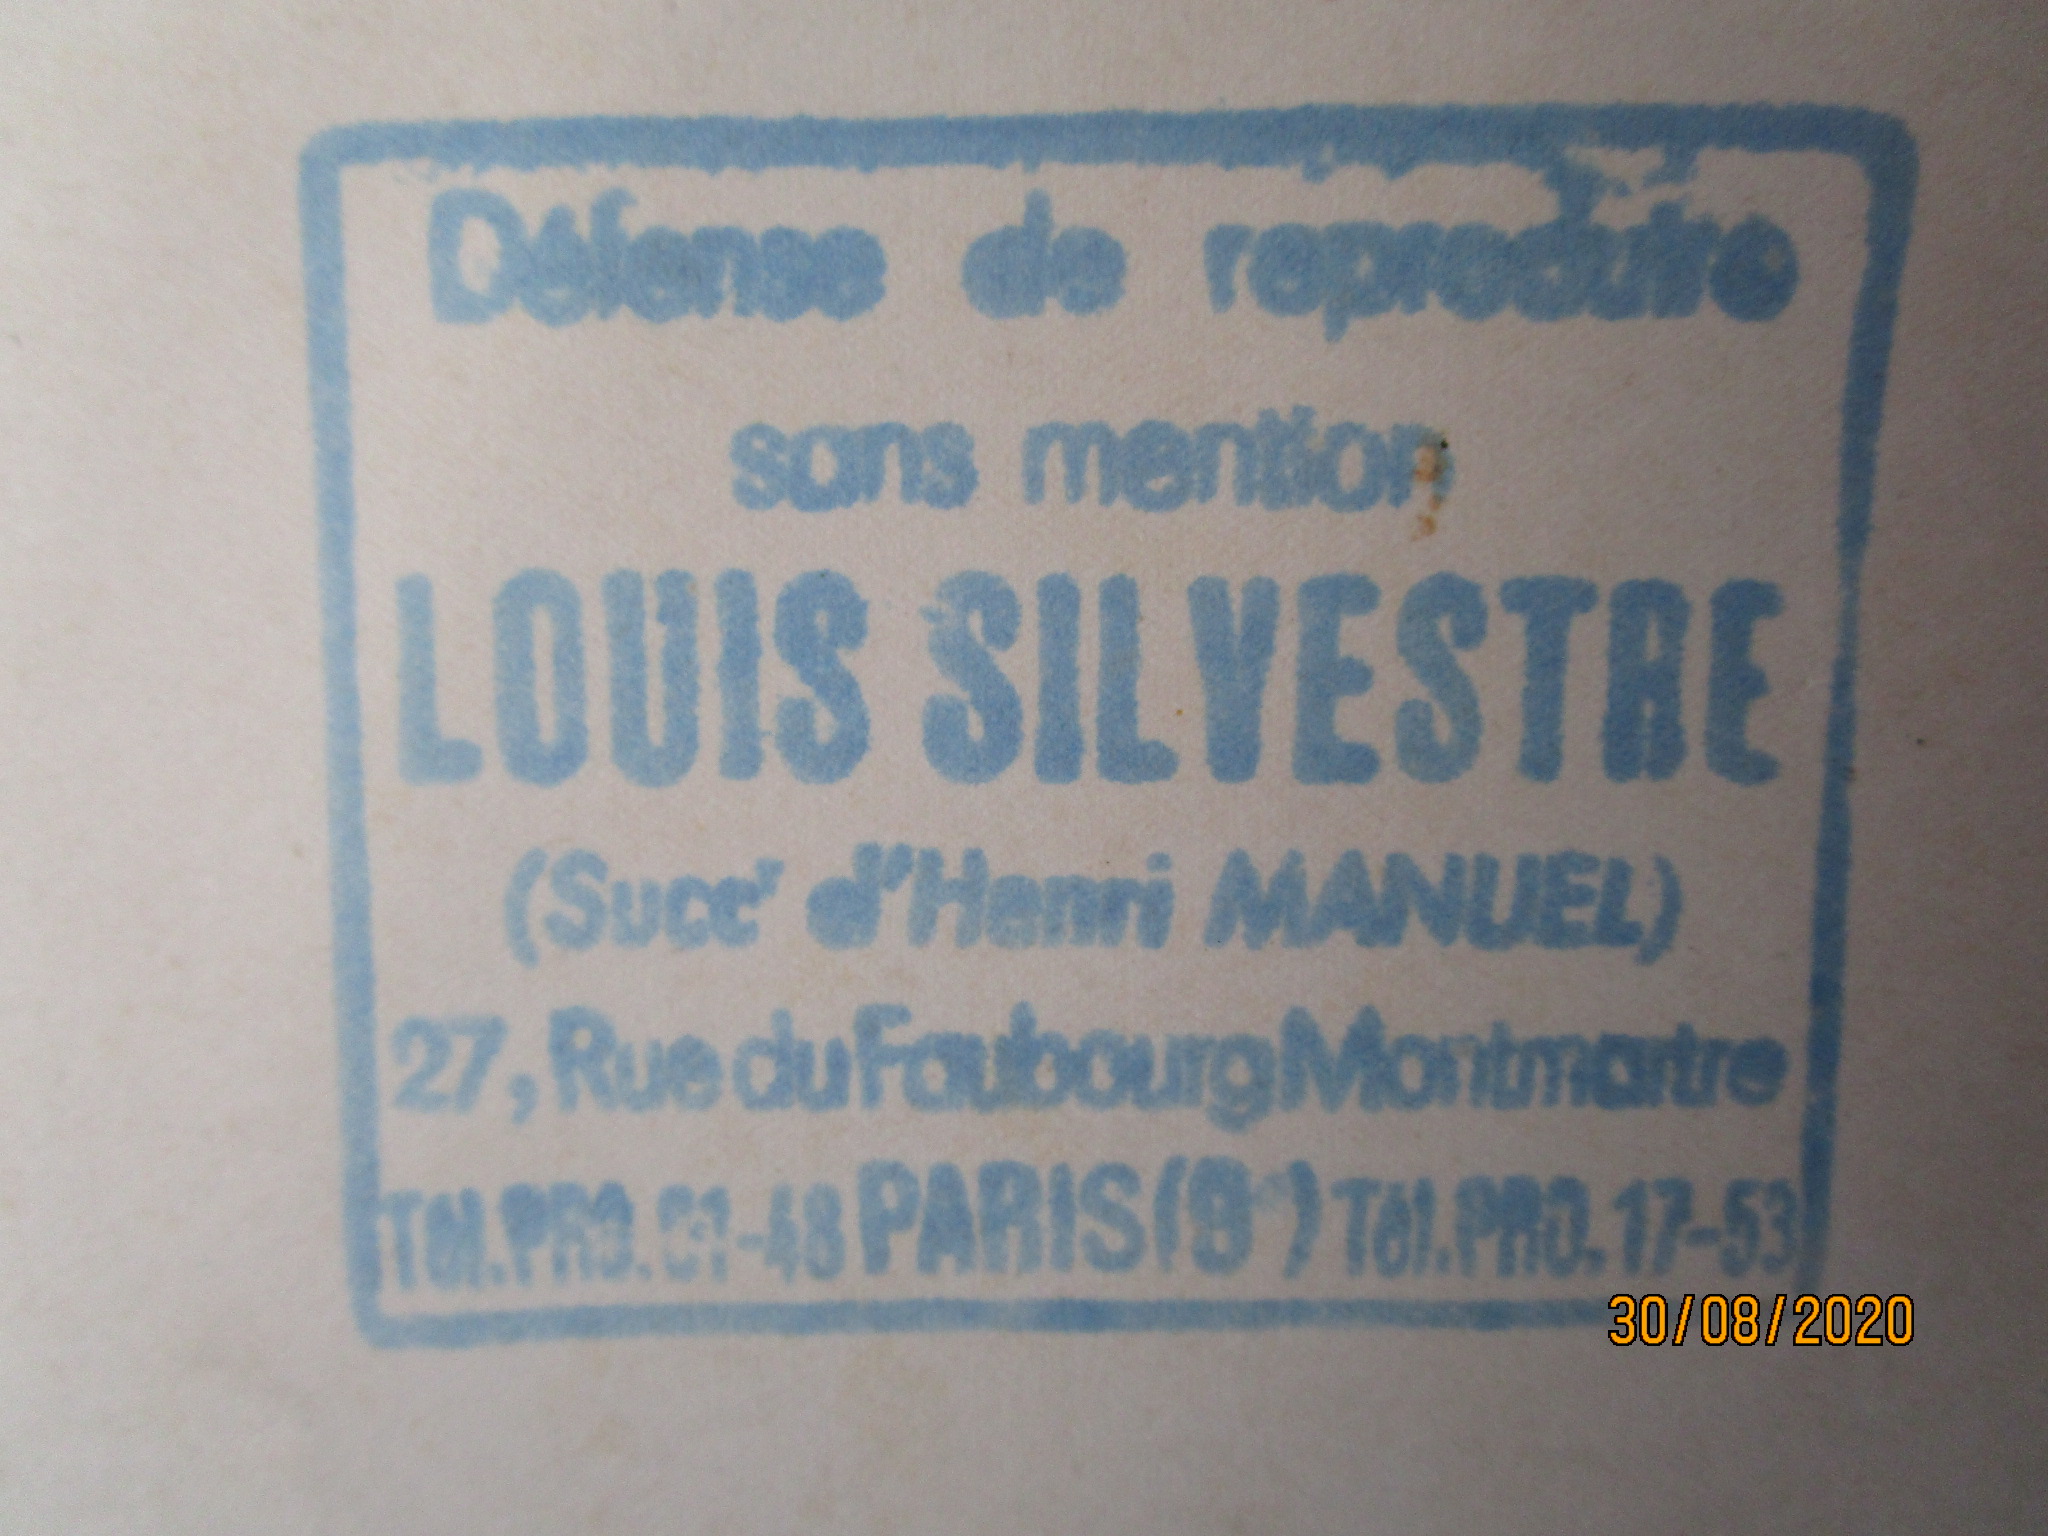 Défense de reproduire
sans mention
LOUIS SILVESTRE
(Succr d'Henri MANUEL)
27, Rue du Faubourg Montmartre
Tél. PRO. 61-48 PARIS (9e) Tél. PRO. 17-53
30/08/2020